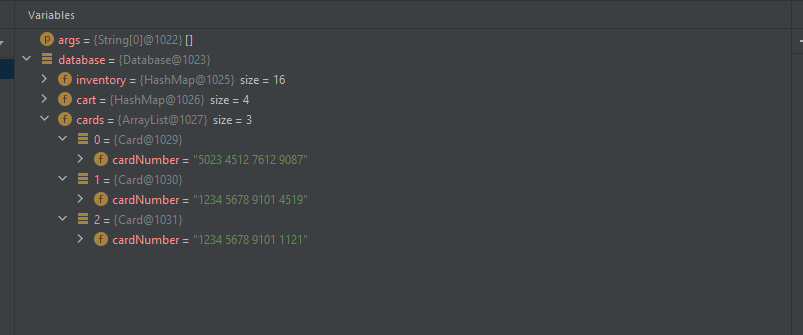 Variables
p args = {String[0]@1022} []
database = {Database@1023}
f inventory = {HashMap@1025} size = 16
f cart = {HashMap@1026} size = 4
f cards = {ArrayList@1027} size = 3
0 = {Card@1029}
f cardNumber = "5023 4512 7612 9087"
1 = {Card@1030}
f cardNumber = "1234 5678 9101 4519"
2 = {Card@1031}
f cardNumber = "1234 5678 9101 1121"